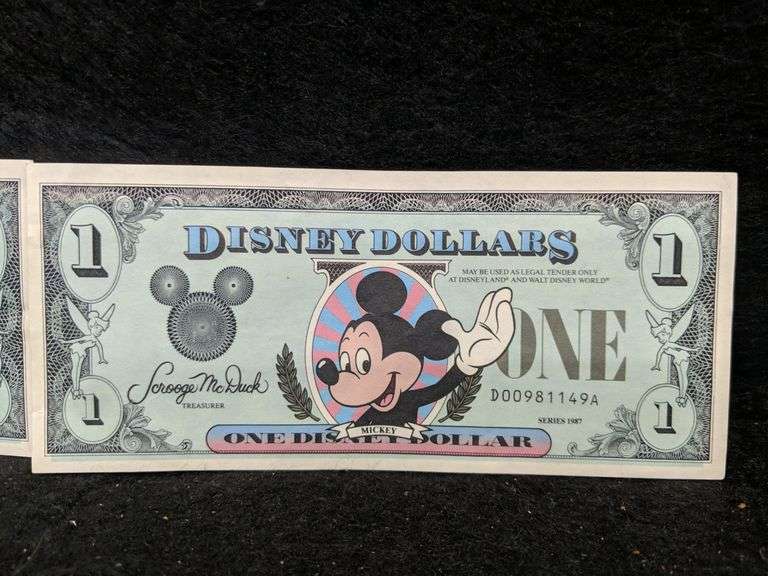 1
1
DISNEY DOLLARS
MAY BE USED AS LEGAL TENDER ONLY
AT DISNEYLAND® AND WALT DISNEY WORLD®
ONE
Scrooge McDuck
TREASURER
D00981149A
SERIES 1987
MICKEY
ONE DISNEY DOLLAR
1
1